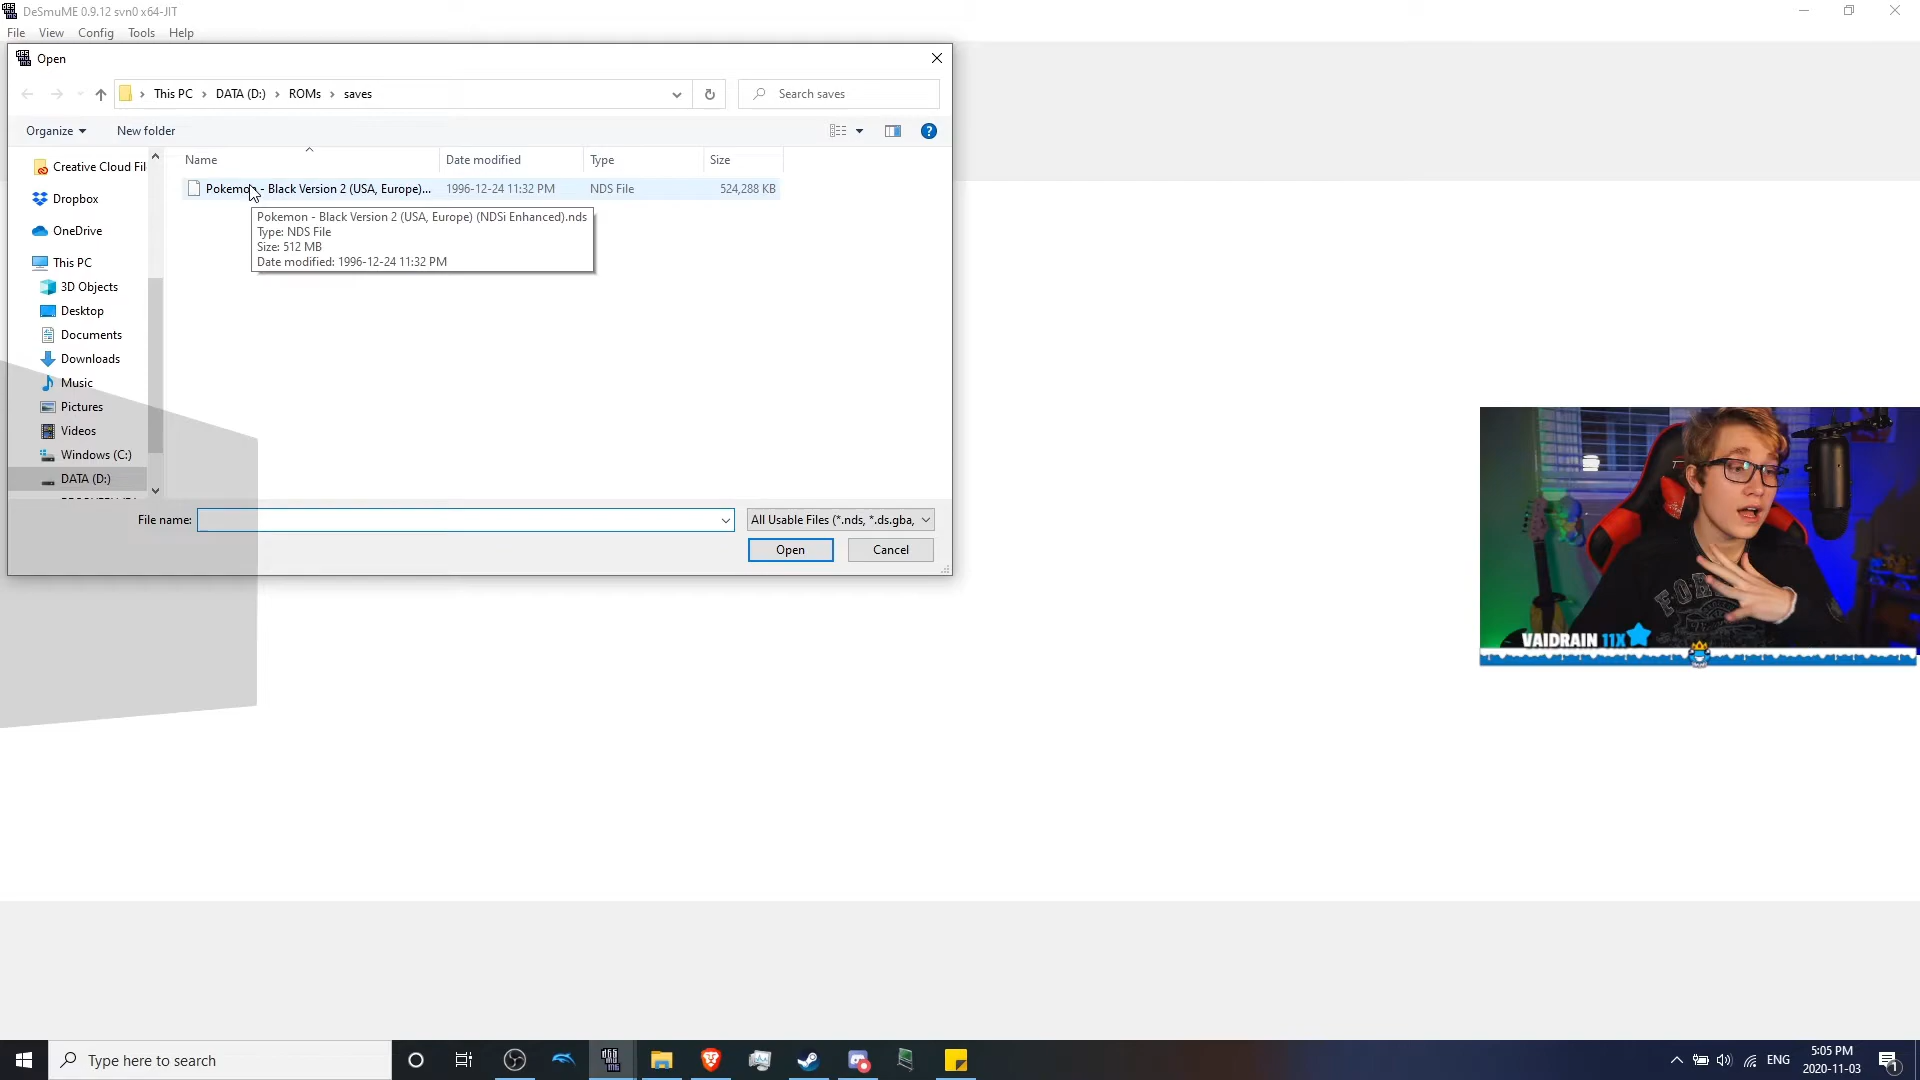 DeSmuME 0.9.12 svn0 x64-JIT
File View Config Tools Help
Open
This PC DATA (D:) ROMs saves
Search saves
Organize New folder
Name Date modified Type Size
Creative Cloud Fil
Pokemon - Black Version 2 (USA, Europe)... 1996-12-24 11:32 PM NDS File 524,288 KB
Dropbox
Pokemon - Black Version 2 (USA, Europe) (NDSi Enhanced).nds
Type: NDS File
Size: 512 MB
Date modified: 1996-12-24 11:32 PM
OneDrive
This PC
3D Objects
Desktop
Documents
Downloads
Music
Pictures
Videos
Windows (C:)
DATA (D:)
File name:
All Usable Files (*.nds, *.ds.gba,
Open Cancel
VAIDRAIN 11X
Type here to search
ENG
5:05 PM
2020-11-03
1